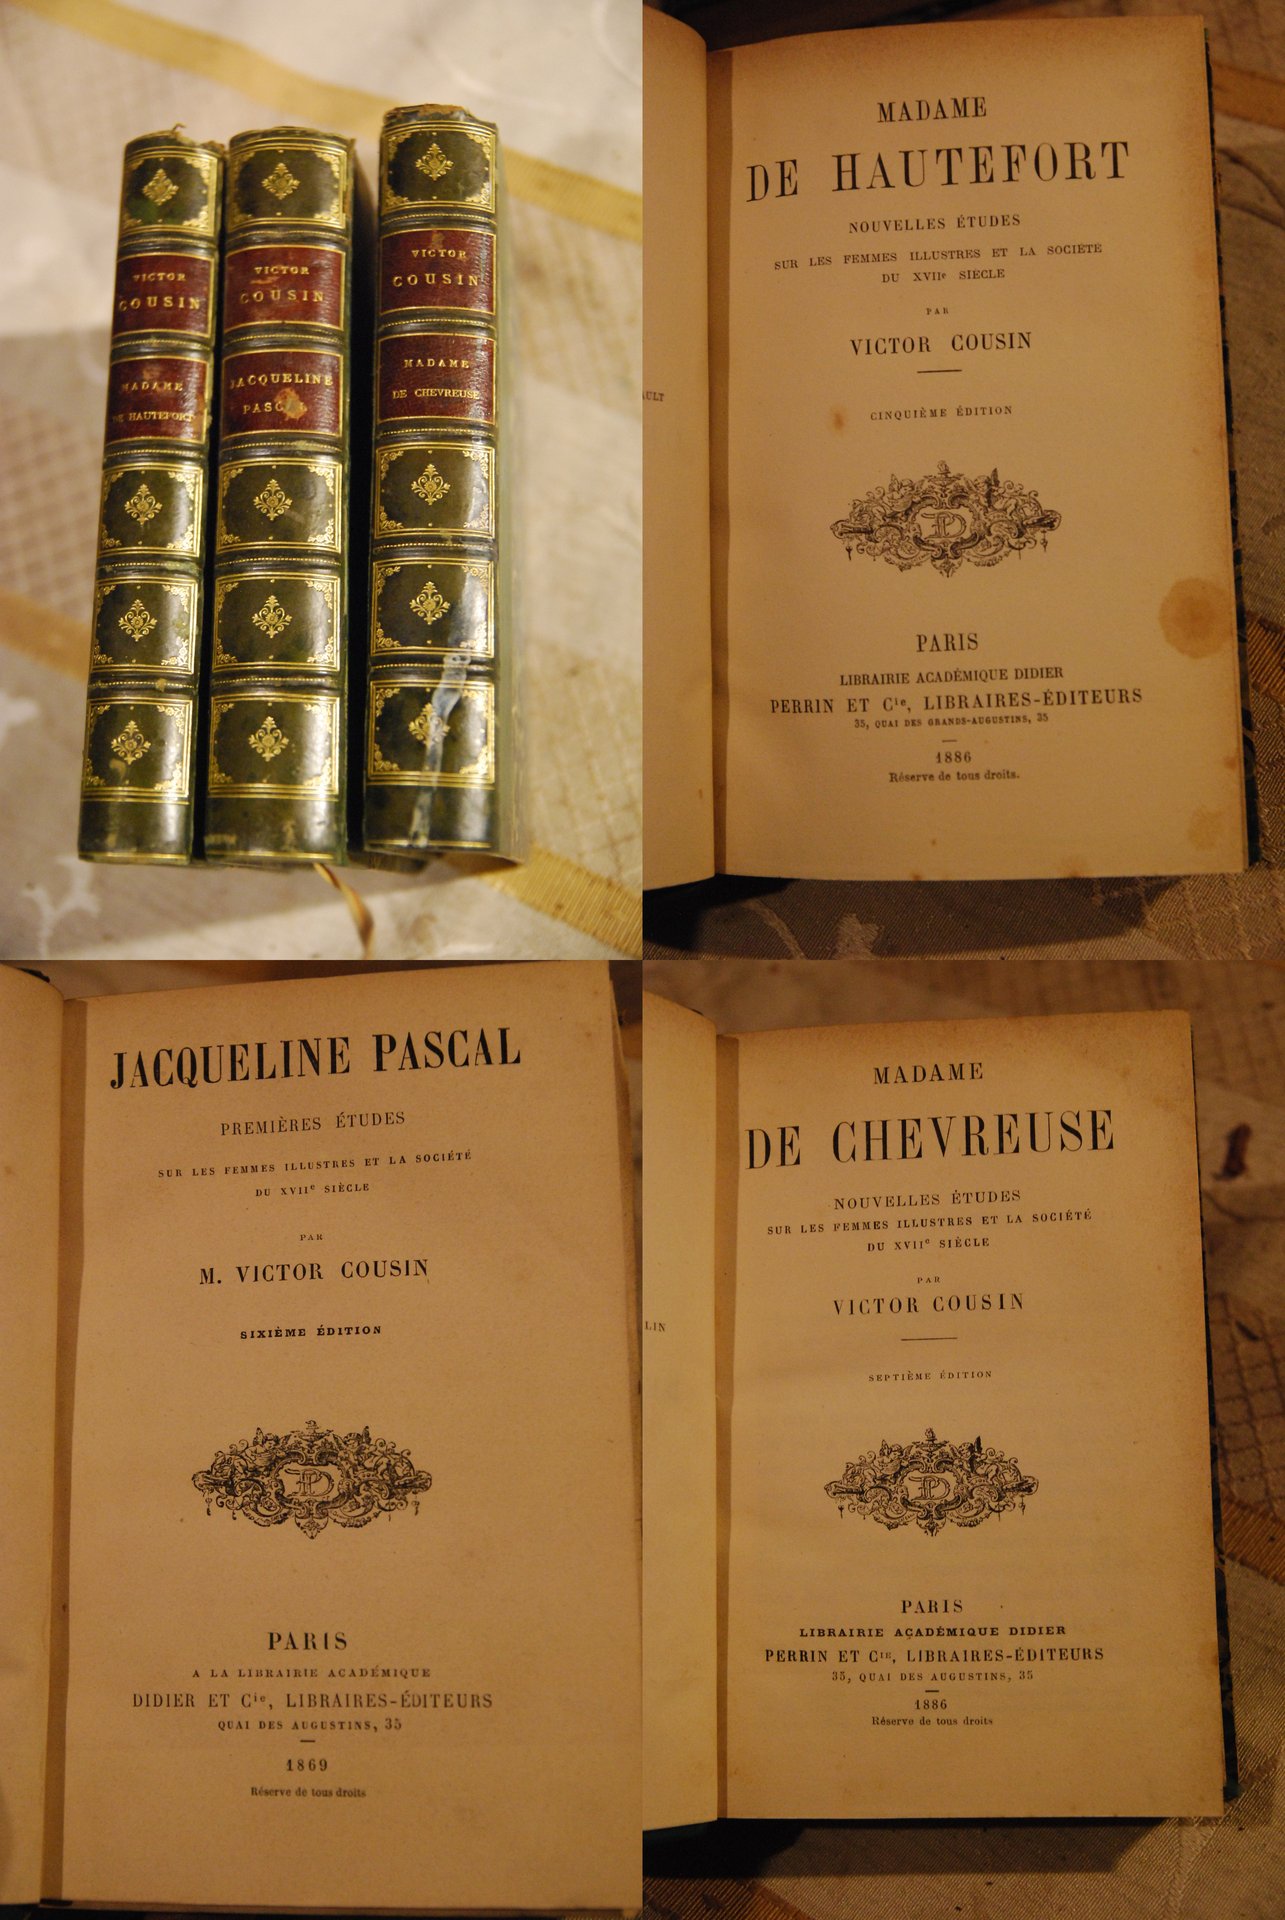 VICTOR
COUSIN
MADAME
DE HAUTEFORT
VICTOR
COUSIN
JACQUELINE
PASCAL
VICTOR
COUSIN
MADAME
DE CHEVREUSE
MADAME
DE HAUTEFORT
NOUVELLES ÉTUDES
SUR LES FEMMES ILLUSTRES ET LA SOCIÉTÉ
DU XVIIe SIÈCLE
PAR
VICTOR COUSIN
CINQUIÈME ÉDITION
PARIS
LIBRAIRIE ACADÉMIQUE DIDIER
PERRIN ET Cie, LIBRAIRES-ÉDITEURS
35, QUAI DES GRANDS-AUGUSTINS, 35
1886
Réserve de tous droits.
JACQUELINE PASCAL
PREMIÈRES ÉTUDES
SUR LES FEMMES ILLUSTRES ET LA SOCIÉTÉ
DU XVIIe SIÈCLE
PAR
M. VICTOR COUSIN
SIXIÈME ÉDITION
PARIS
A LA LIBRAIRIE ACADÉMIQUE
DIDIER ET Cie, LIBRAIRES-ÉDITEURS
QUAI DES AUGUSTINS, 35
1869
Réserve de tous droits
MADAME
DE CHEVREUSE
NOUVELLES ÉTUDES
SUR LES FEMMES ILLUSTRES ET LA SOCIÉTÉ
DU XVIIe SIÈCLE
PAR
VICTOR COUSIN
SEPTIÈME ÉDITION
PARIS
LIBRAIRIE ACADÉMIQUE DIDIER
PERRIN ET CIE, LIBRAIRES-ÉDITEURS
35, QUAI DES AUGUSTINS, 35
1886
Réserve de tous droits